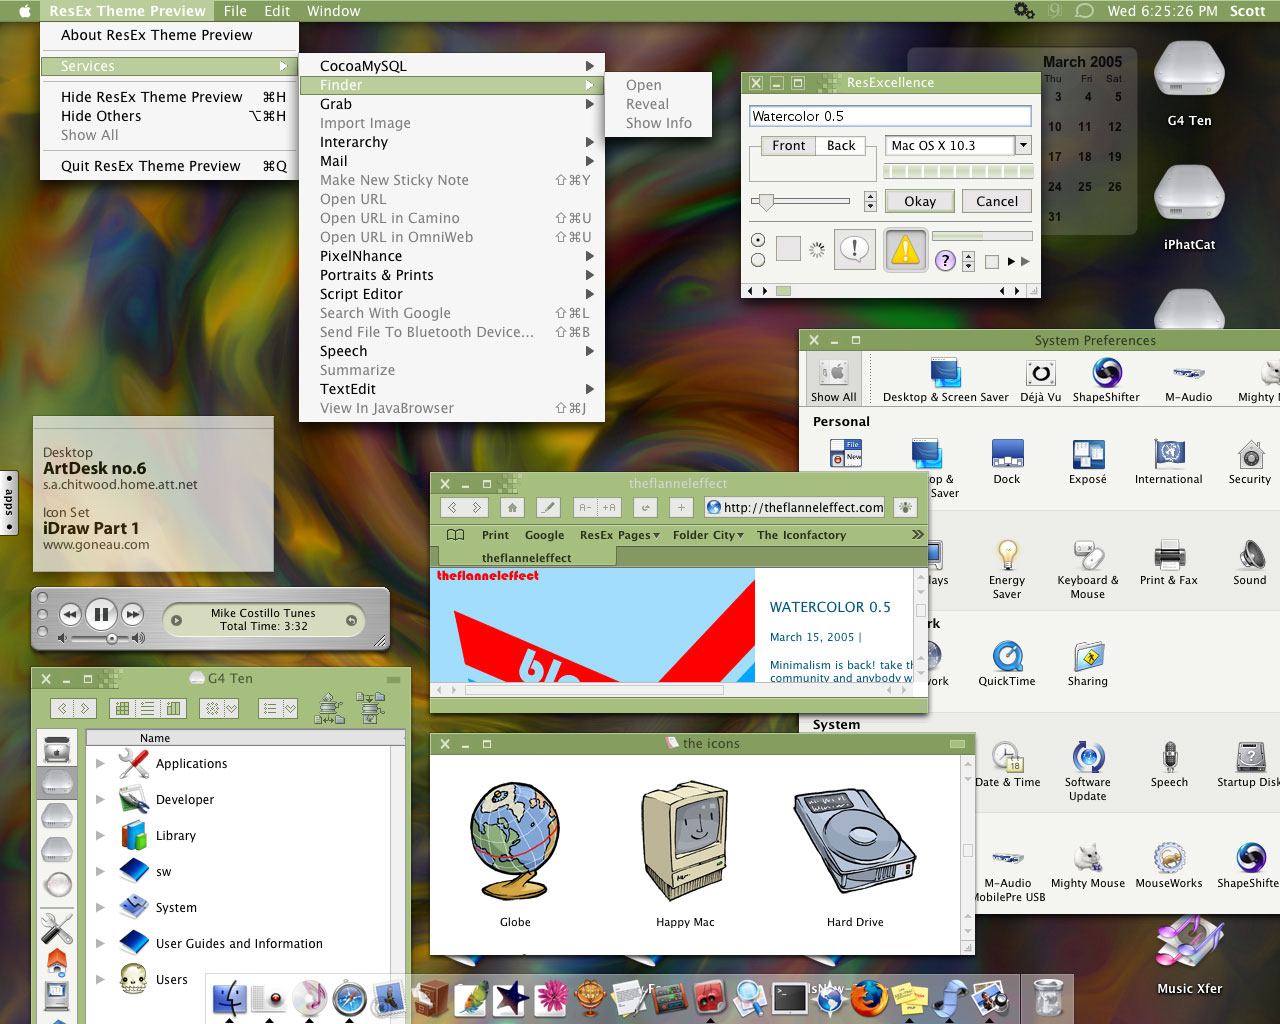 ResEx Theme Preview File Edit Window
Wed 6:25:26 PM Scott
About ResEx Theme Preview
Services
Hide ResEx Theme Preview ⌘H
Hide Others ⌥⌘H
Show All
Quit ResEx Theme Preview ⌘Q
CocoaMySQL
Finder
Grab
Import Image
Interarchy
Mail
Make New Sticky Note ⇧⌘Y
Open URL
Open URL in Camino ⇧⌘U
Open URL in OmniWeb ⇧⌘U
PixelNhance
Portraits & Prints
Script Editor
Search With Google ⇧⌘L
Send File To Bluetooth Device... ⇧⌘B
Speech
Summarize
TextEdit
View In JavaBrowser ⇧⌘J
Open
Reveal
Show Info
ResExcellence
Watercolor 0.5
Front Back
Mac OS X 10.3
Okay Cancel
March 2005
Thu Fri Sat
3 4 5
10 11 12
17 18 19
24 25 26
31
G4 Ten
iPhatCat
System Preferences
Show All Desktop & Screen Saver Déjà Vu ShapeShifter M-Audio Mighty
Personal
File
New
Dock Exposé International Security
Saver
Energy Saver
Keyboard & Mouse
Print & Fax Sound
QuickTime Sharing
System
Date & Time
18
Software Update
Speech Startup Disk
M-Audio
MobilePre USB
Mighty Mouse MouseWorks ShapeShifter
Desktop
ArtDesk no.6
s.a.chitwood.home.att.net
Icon Set
iDraw Part 1
www.goneau.com
apps
Mike Costillo Tunes
Total Time: 3:32
theflanneleffect
A- +A
http://theflanneleffect.com
Print Google ResEx Pages Folder City The Iconfactory
theflanneleffect
theflanneleffect
blo
WATERCOLOR 0.5
March 15, 2005 |
Minimalism is back! take th
community and anybody w
G4 Ten
Name
Applications
Developer
Library
sw
System
User Guides and Information
Users
the icons
Globe Happy Mac Hard Drive
Music Xfer